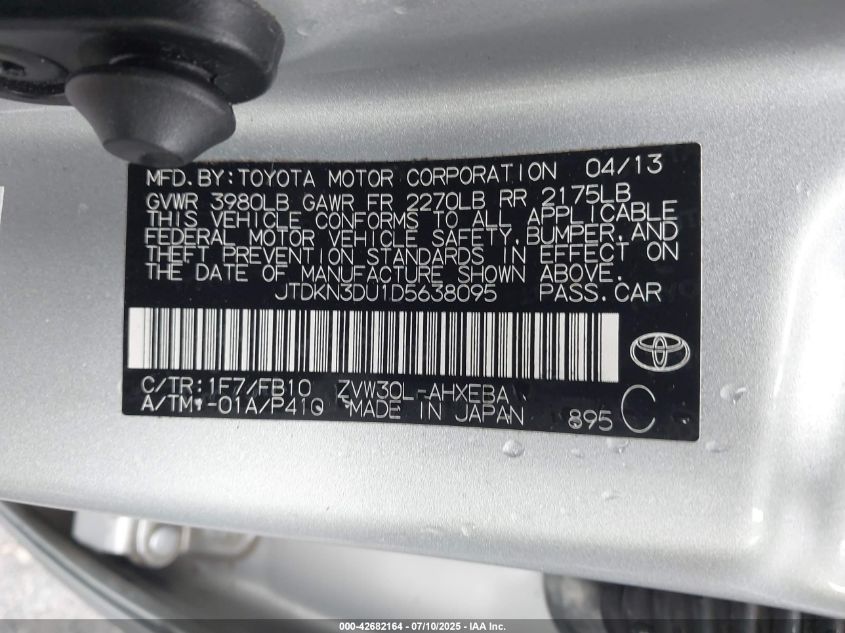 MFD.BY:TOYOTA MOTOR CORPORATION 04/13
GVWR 3980LB GAWR FR 2270LB RR 2175LB
THIS VEHICLE CONFORMS TO ALL APPLICABLE
FEDERAL MOTOR VEHICLE SAFETY, BUMPER, AND
THEFT PREVENTION STANDARDS IN EFFECT ON
THE DATE OF MANUFACTURE SHOWN ABOVE.
JTDKN3DU1D5638095 PASS.CAR
C/TR:1F7/FB10 ZVW30L-AHXEBA
A/TM:-01A/P410 MADE IN JAPAN 895 C
000-42682164 - 07/10/2025 - IAA Inc.